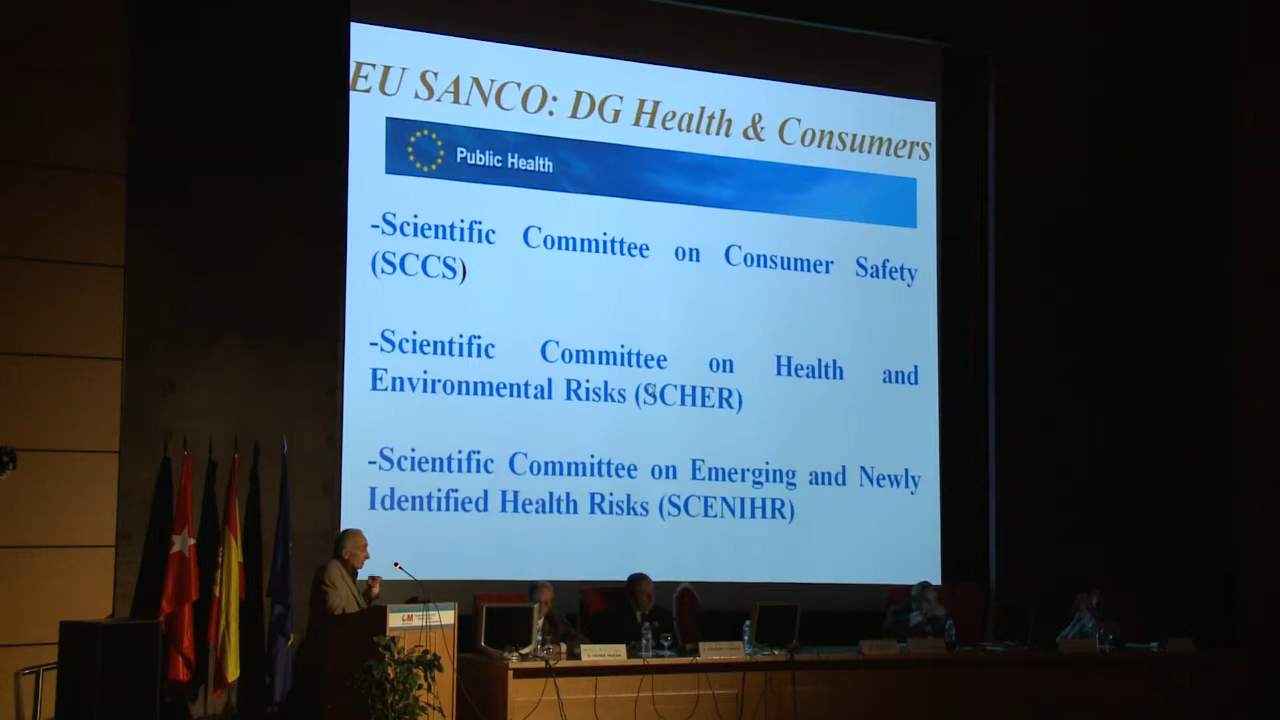 EU SANCO: DG Health & Consumers
Public Health
-Scientific Committee on Consumer Safety
(SCCS)
-Scientific Committee on Health and
Environmental Risks (SCHER)
-Scientific Committee on Emerging and Newly
Identified Health Risks (SCENIHR)